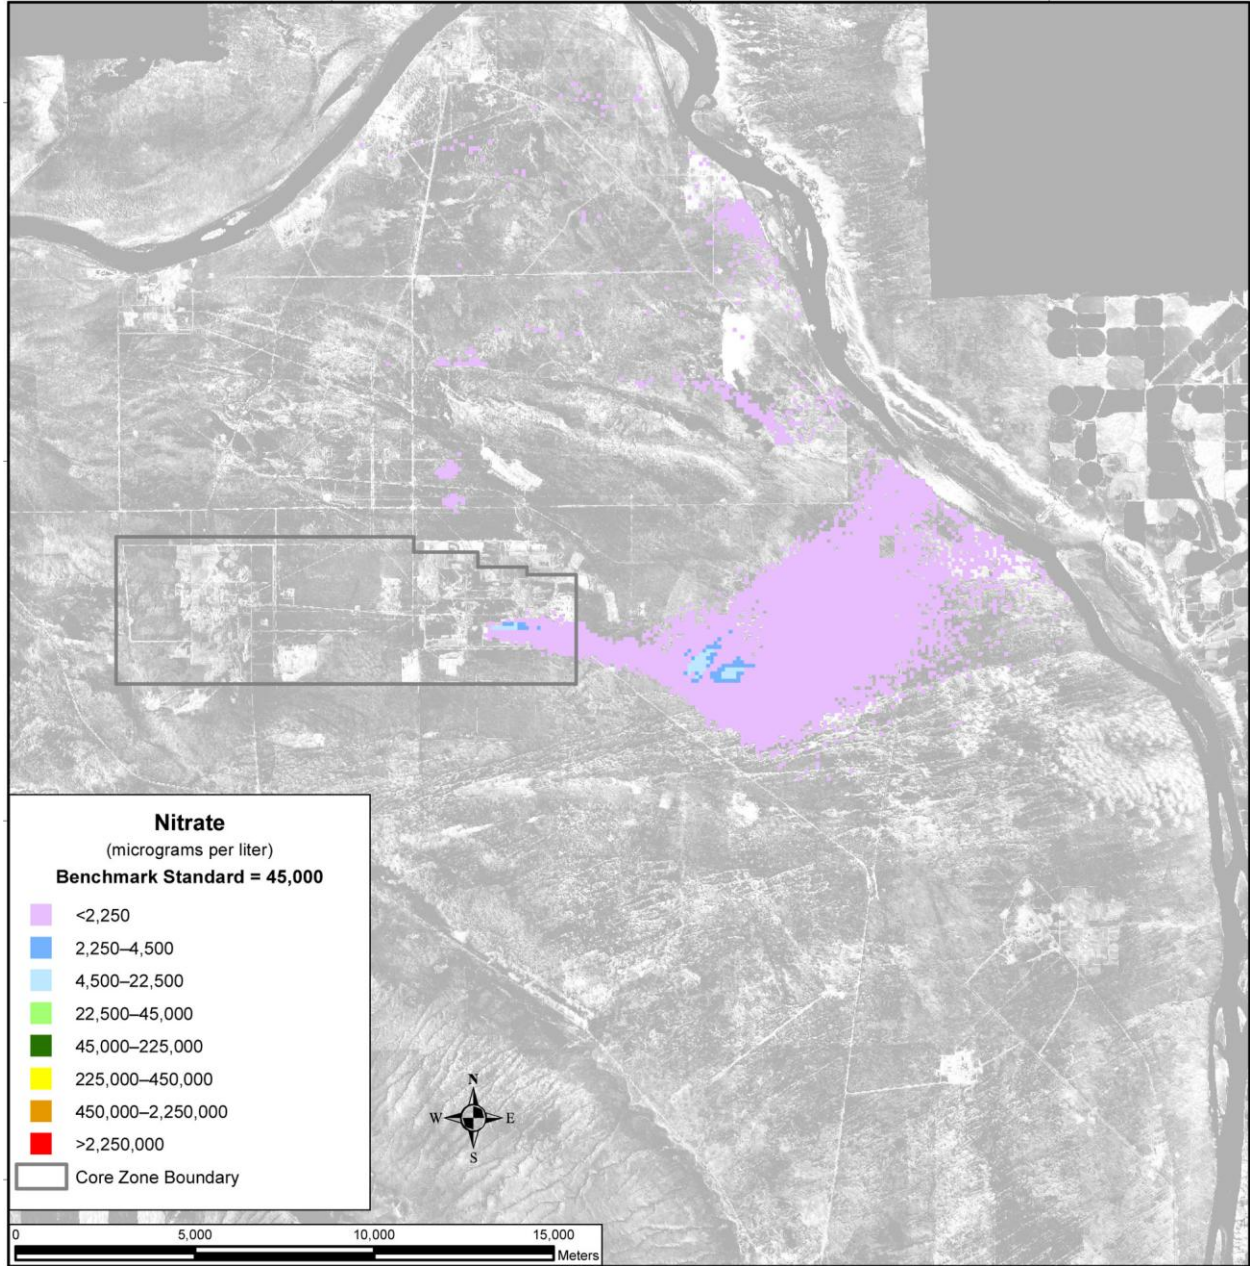 Nitrate
(micrograms per liter)
Benchmark Standard = 45,000
<2,250
2,250–4,500
4,500–22,500
22,500–45,000
45,000–225,000
225,000–450,000
450,000–2,250,000
>2,250,000
Core Zone Boundary
N
W E
S
0 5,000 10,000 15,000
Meters